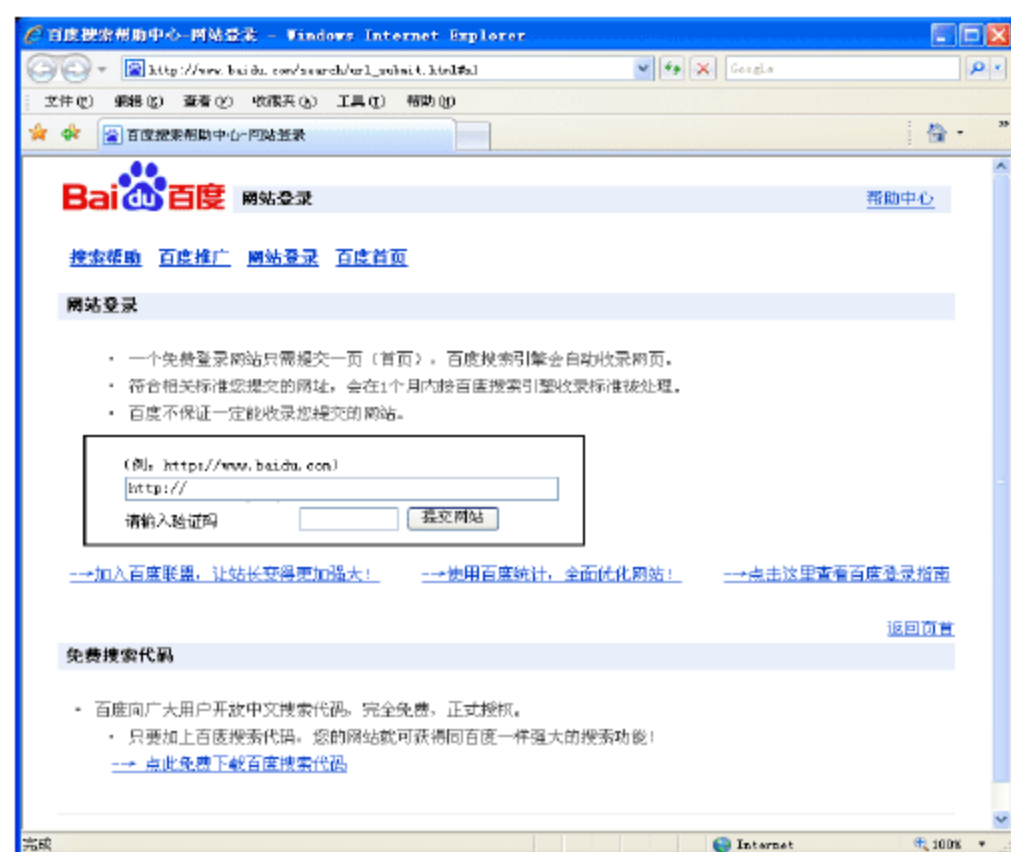 百度搜索帮助中心-网站登录 - Windows Internet Explorer
http://www.baidu.com/search/url_submit.html#a1
Google
文件(F) 编辑(E) 查看(V) 收藏夹(A) 工具(T) 帮助(H)
百度搜索帮助中心-网站登录
Bai du 百度 网站登录 帮助中心
搜索帮助 百度推广 网站登录 百度首页
网站登录
· 一个免费登录网站只需提交一页（首页），百度搜索引擎会自动收录网页。
· 符合相关标准您提交的网址，会在1个月内按百度搜索引擎收录标准被处理。
· 百度不保证一定能收录您提交的网站。
(例：http://www.baidu.com)
http://
请输入验证码 提交网站
--→加入百度联盟，让站长变得更加强大！ --→使用百度统计，全面优化网站！ --→点击这里查看百度登录指南
返回页首
免费搜索代码
· 百度向广大用户开放中文搜索代码，完全免费，正式授权。
· 只要加上百度搜索代码，您的网站就可获得同百度一样强大的搜索功能！
--→ 点此免费下载百度搜索代码
完成 Internet 100%